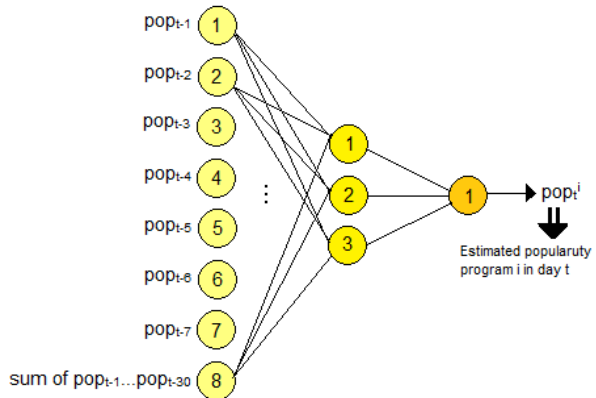 pop_t-1 1
pop_t-2 2
pop_t-3 3
pop_t-4 4
pop_t-5 5
pop_t-6 6
pop_t-7 7
sum of pop_t-1...pop_t-30 8
⋮
1
2
3
1
pop_t^i
Estimated popularuty
program i in day t